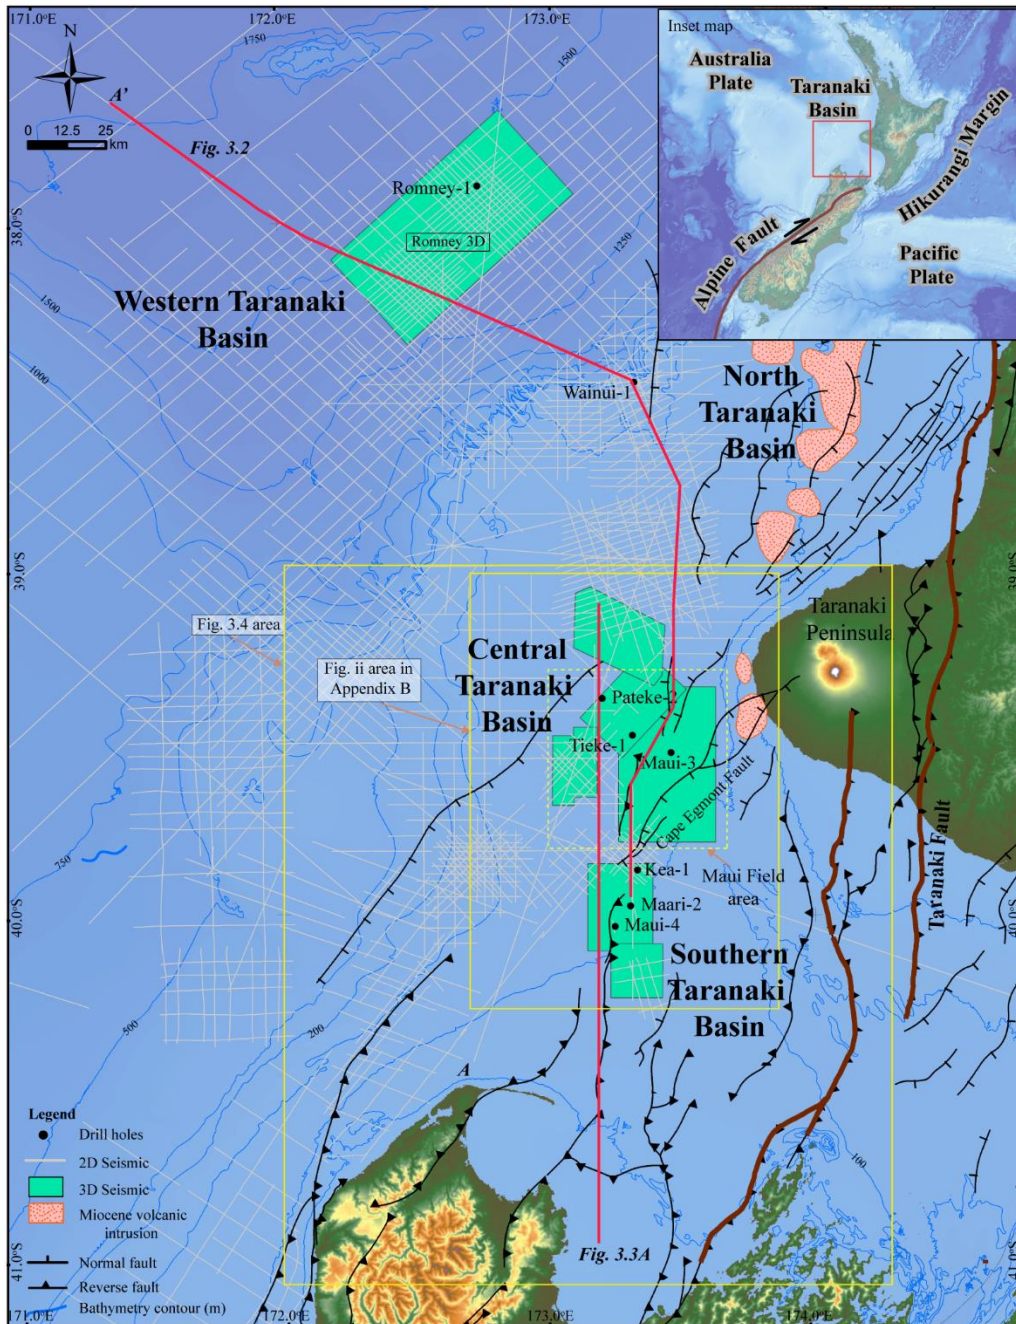 171.0°E
172.0°E
173.0°E
Inset map
Australia
Plate
Taranaki
Basin
Hikurangi Margin
Alpine Fault
Pacific
Plate
N
0 12.5 25
km
A'
Fig. 3.2
1750
1500
Romney-1
Romney 3D
1250
38.0°S
Western Taranaki
Basin
1500
1000
Wainui-1
North
Taranaki
Basin
39.0°S
39.0°S
Fig. 3.4 area
Fig. ii area in
Appendix B
Central
Taranaki
Basin
Taranaki
Peninsula
Pateke-2
Tieke-1
Maui-3
Cape Egmont Fault
Taranaki Fault
750
Kea-1
Maui Field
area
Maari-2
Maui-4
40.0°S
40.0°S
Southern
Taranaki
Basin
500
200
A
100
Legend
Drill holes
2D Seismic
3D Seismic
Miocene volcanic
intrusion
Normal fault
Reverse fault
Bathymetry contour (m)
Fig. 3.3A
41.0°S
41.0°S
171.0°E
172.0°E
173.0°E
174.0°E